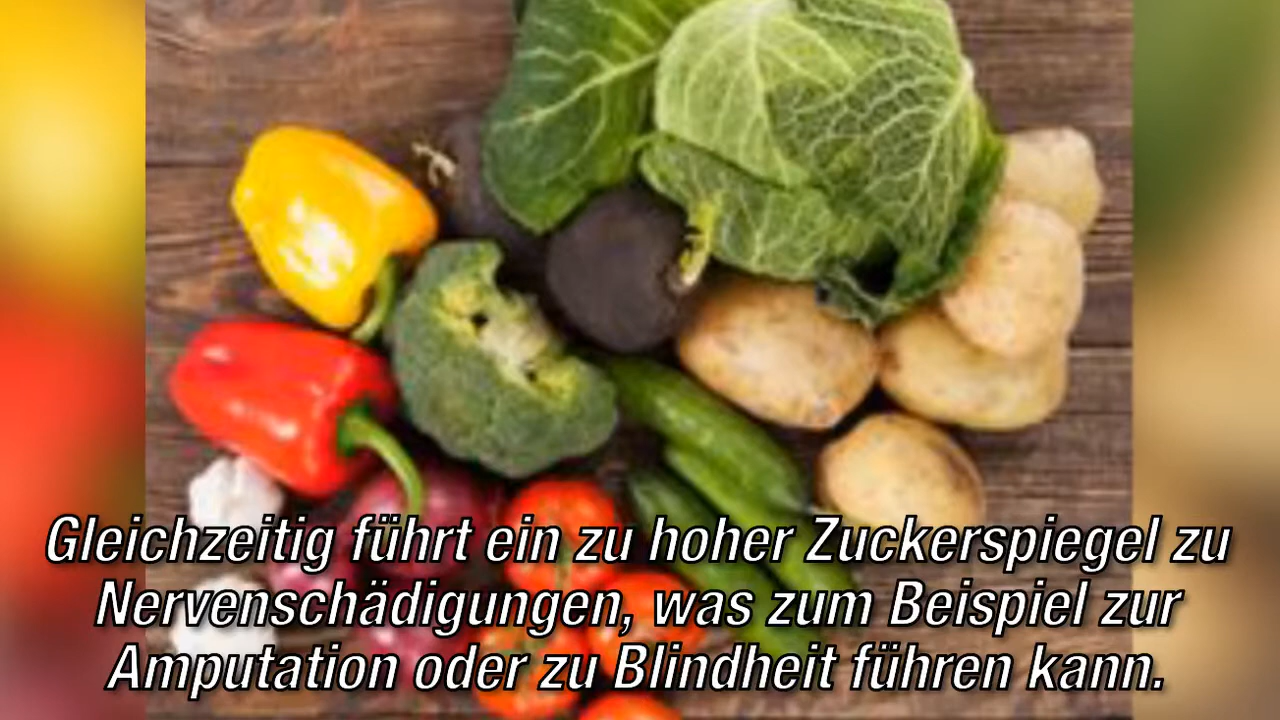 Gleichzeitig führt ein zu hoher Zuckerspiegel zu
Nervenschädigungen, was zum Beispiel zur
Amputation oder zu Blindheit führen kann.